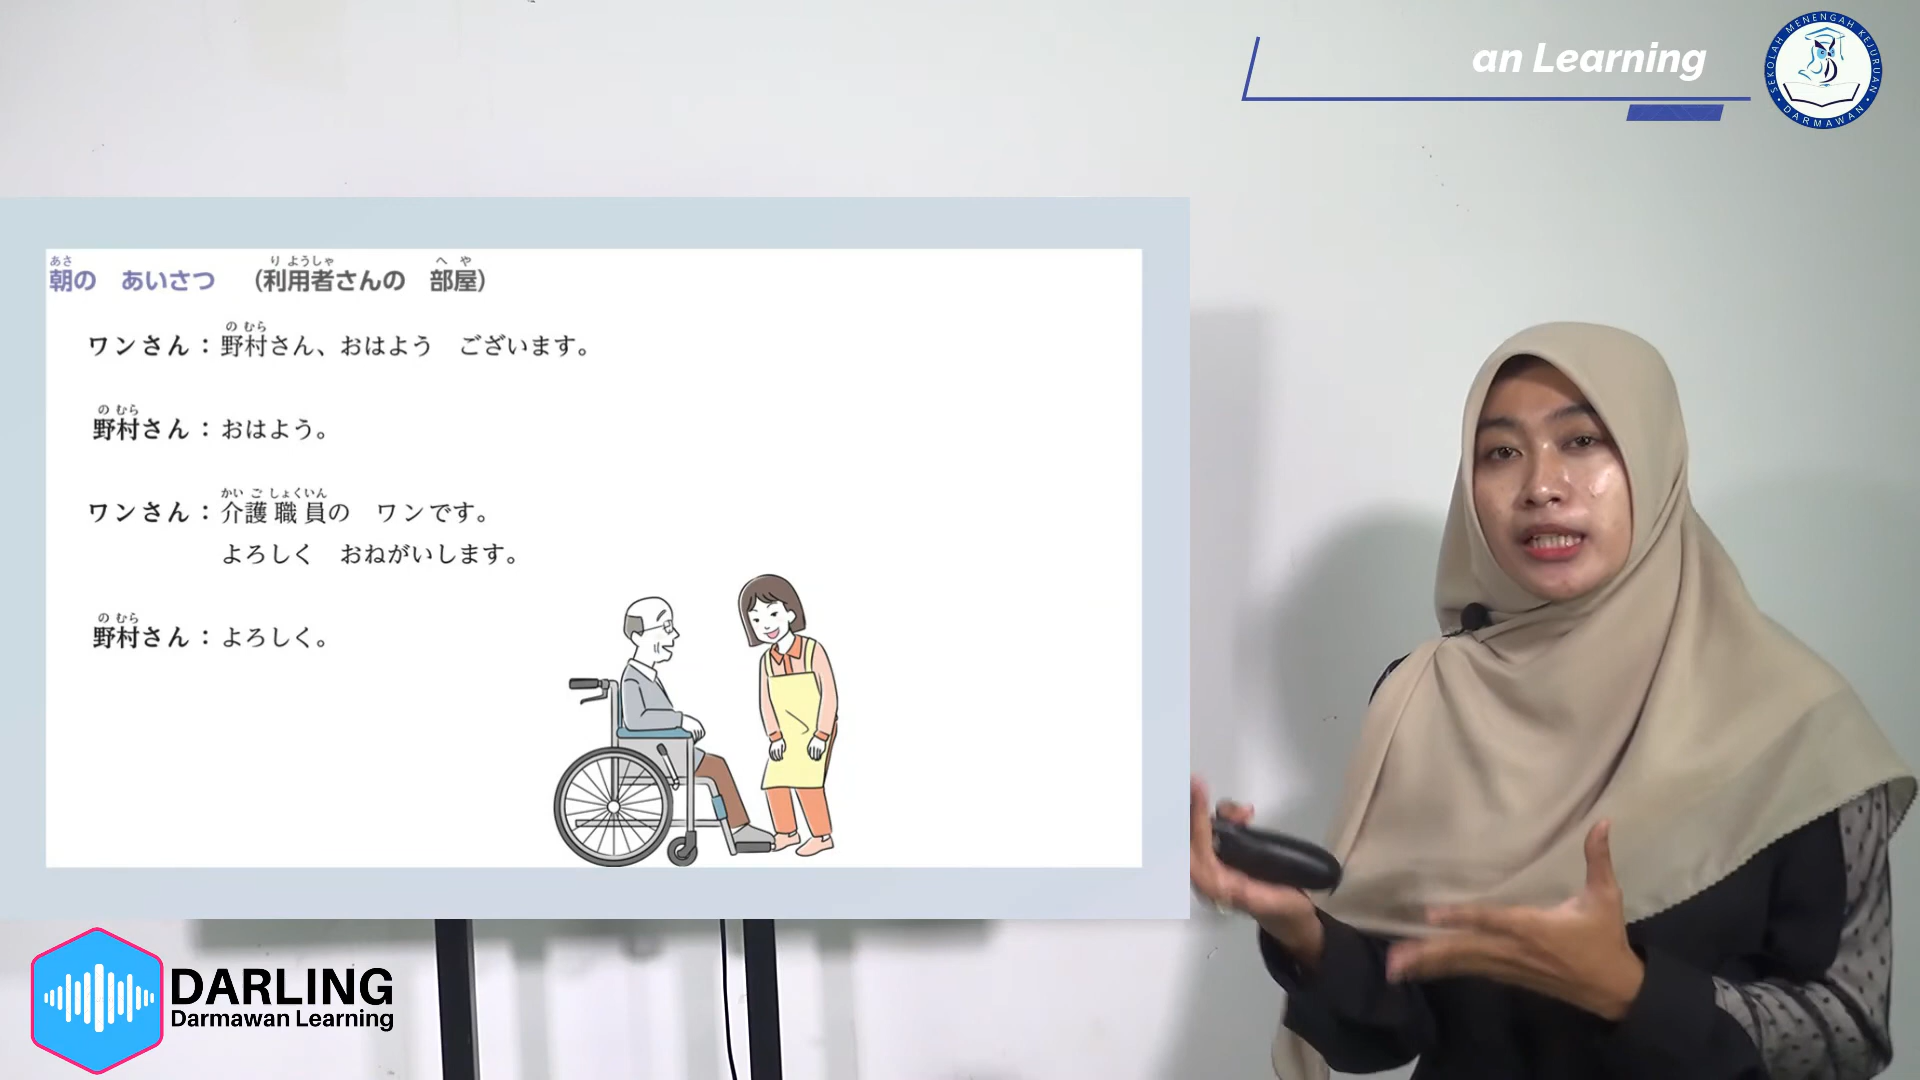 an Learning
SEKOLAH MENENGAH KEJURUAN
DARMAWAN
あさ り ようしゃ へ や
朝の あいさつ (利用者さんの 部屋)
の むら
ワンさん：野村さん、おはよう ございます。
の むら
野村さん：おはよう。
かい ご しょくいん
ワンさん：介護職員の ワンです。
よろしく おねがいします。
の むら
野村さん：よろしく。
DARLING
Darmawan Learning